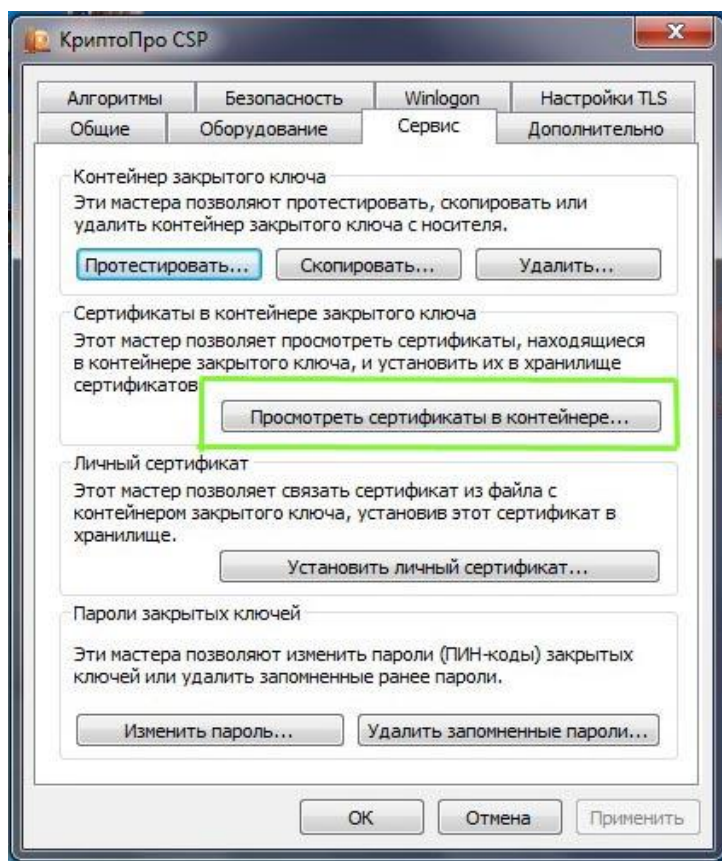 КриптоПро CSP
Алгоритмы Безопасность Winlogon Настройки TLS
Общие Оборудование Сервис Дополнительно
Контейнер закрытого ключа
Эти мастера позволяют протестировать, скопировать или
удалить контейнер закрытого ключа с носителя.
Протестировать... Скопировать... Удалить...
Сертификаты в контейнере закрытого ключа
Этот мастер позволяет просмотреть сертификаты, находящиеся
в контейнере закрытого ключа, и установить их в хранилище
сертификатов
Просмотреть сертификаты в контейнере...
Личный сертификат
Этот мастер позволяет связать сертификат из файла с
контейнером закрытого ключа, установив этот сертификат в
хранилище.
Установить личный сертификат...
Пароли закрытых ключей
Эти мастера позволяют изменить пароли (ПИН-коды) закрытых
ключей или удалить запомненные ранее пароли.
Изменить пароль... Удалить запомненные пароли...
ОК Отмена Применить